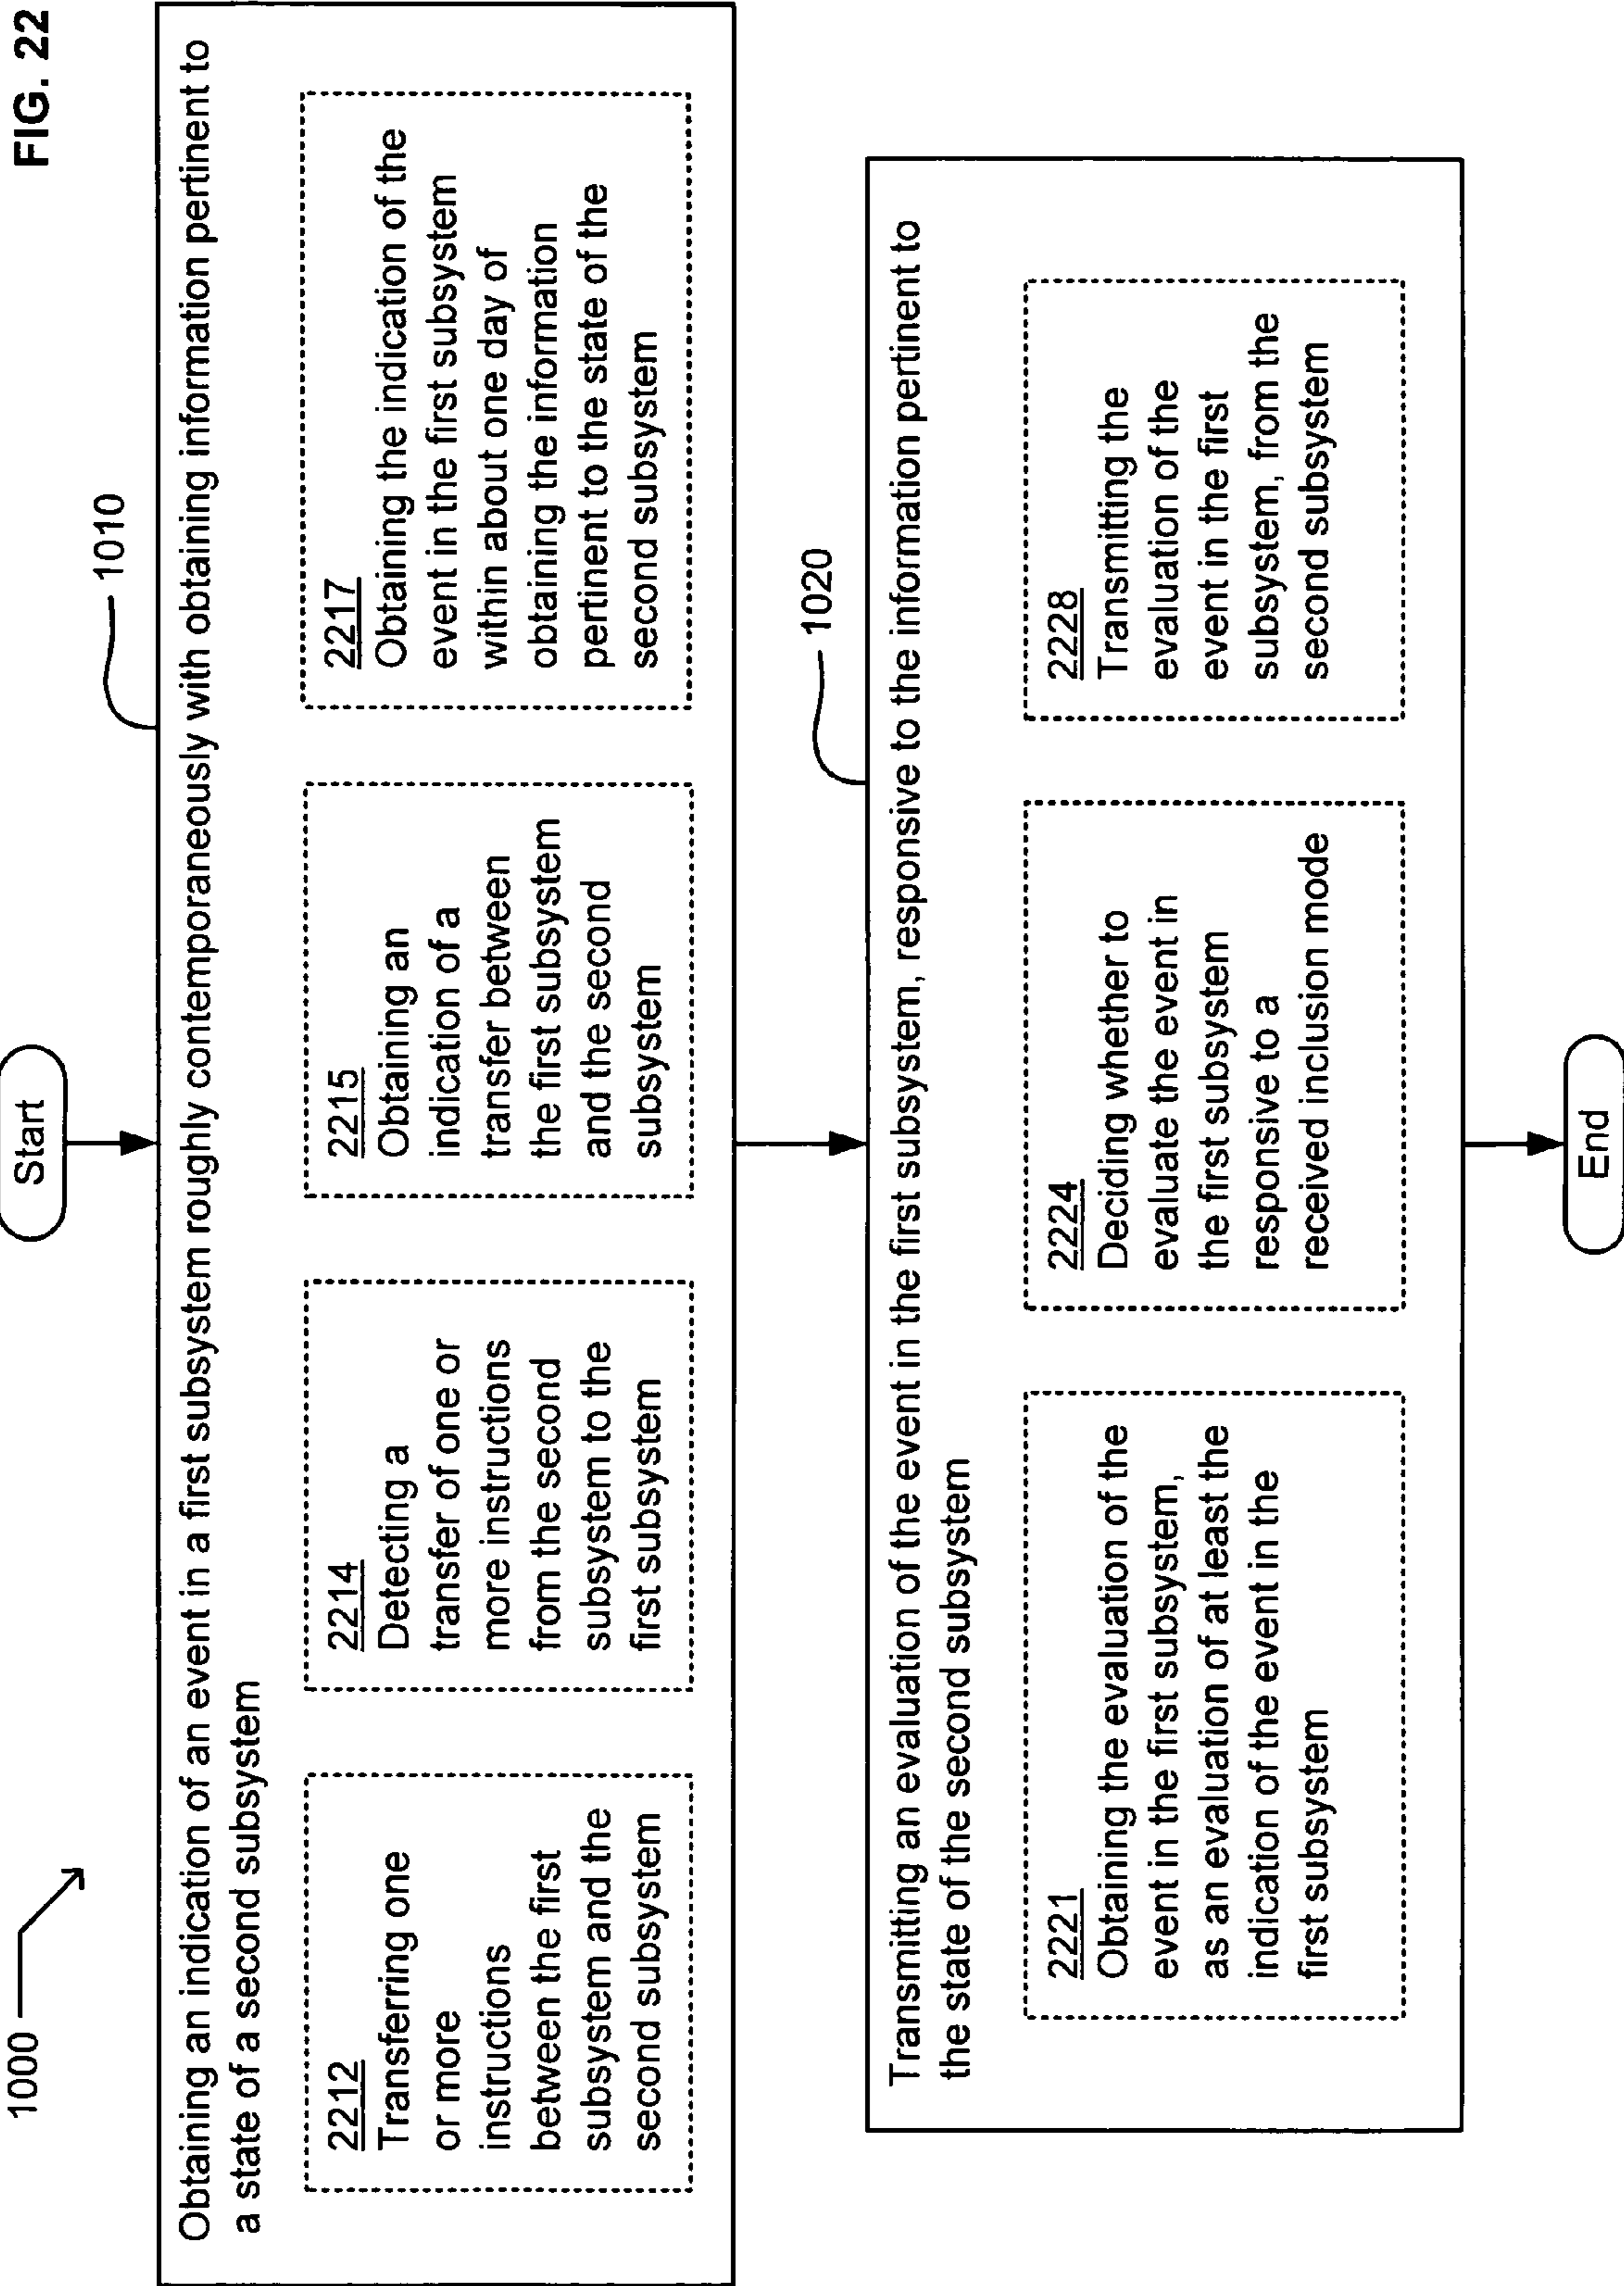 FIG. 22
1000
Start
1010
Obtaining an indication of an event in a first subsystem roughly contemporaneously with obtaining information pertinent to
a state of a second subsystem
2212
Transferring one
or more
instructions
between the first
subsystem and the
second subsystem
2214
Detecting a
transfer of one or
more instructions
from the second
subsystem to the
first subsystem
2215
Obtaining an
indication of a
transfer between
the first subsystem
and the second
subsystem
2217
Obtaining the indication of the
event in the first subsystem
within about one day of
obtaining the information
pertinent to the state of the
second subsystem
1020
Transmitting an evaluation of the event in the first subsystem, responsive to the information pertinent to
the state of the second subsystem
2221
Obtaining the evaluation of the
event in the first subsystem,
as an evaluation of at least the
indication of the event in the
first subsystem
2224
Deciding whether to
evaluate the event in
the first subsystem
responsive to a
received inclusion mode
2228
Transmitting the
evaluation of the
event in the first
subsystem, from the
second subsystem
End